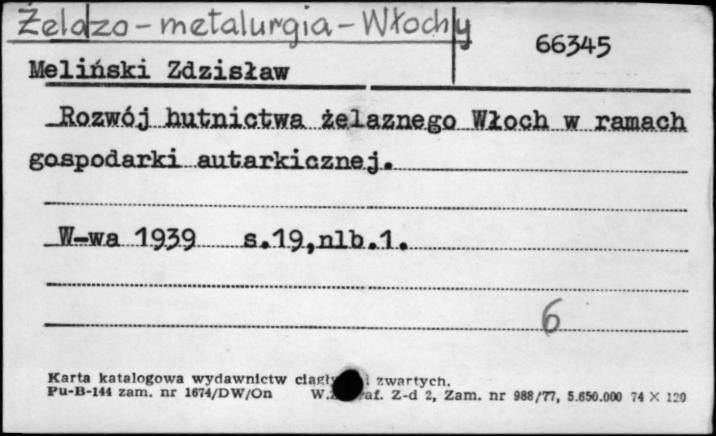 Żelazo - metalurgia - Włochy
66345
Meliński Zdzisław
Rozwój hutnictwa żelaznego Włoch w ramach
gospodarki autarkicznej.
W-wa 1939 s.19,nlb.1.
6
Karta katalogowa wydawnictw zwartych.
Pu-B-144 zam. nr 1674/DW/On Z-d 2, Zam. nr 988/77, 5.650.000 74 X 120